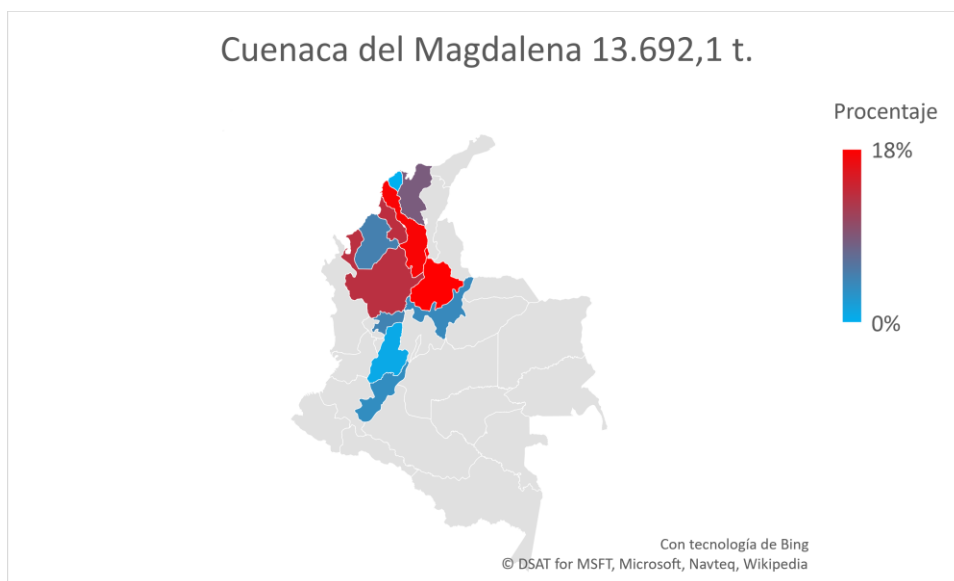 Cuenaca del Magdalena 13.692,1 t.
Procentaje
18%
0%
Con tecnología de Bing
© DSAT for MSFT, Microsoft, Navteq, Wikipedia